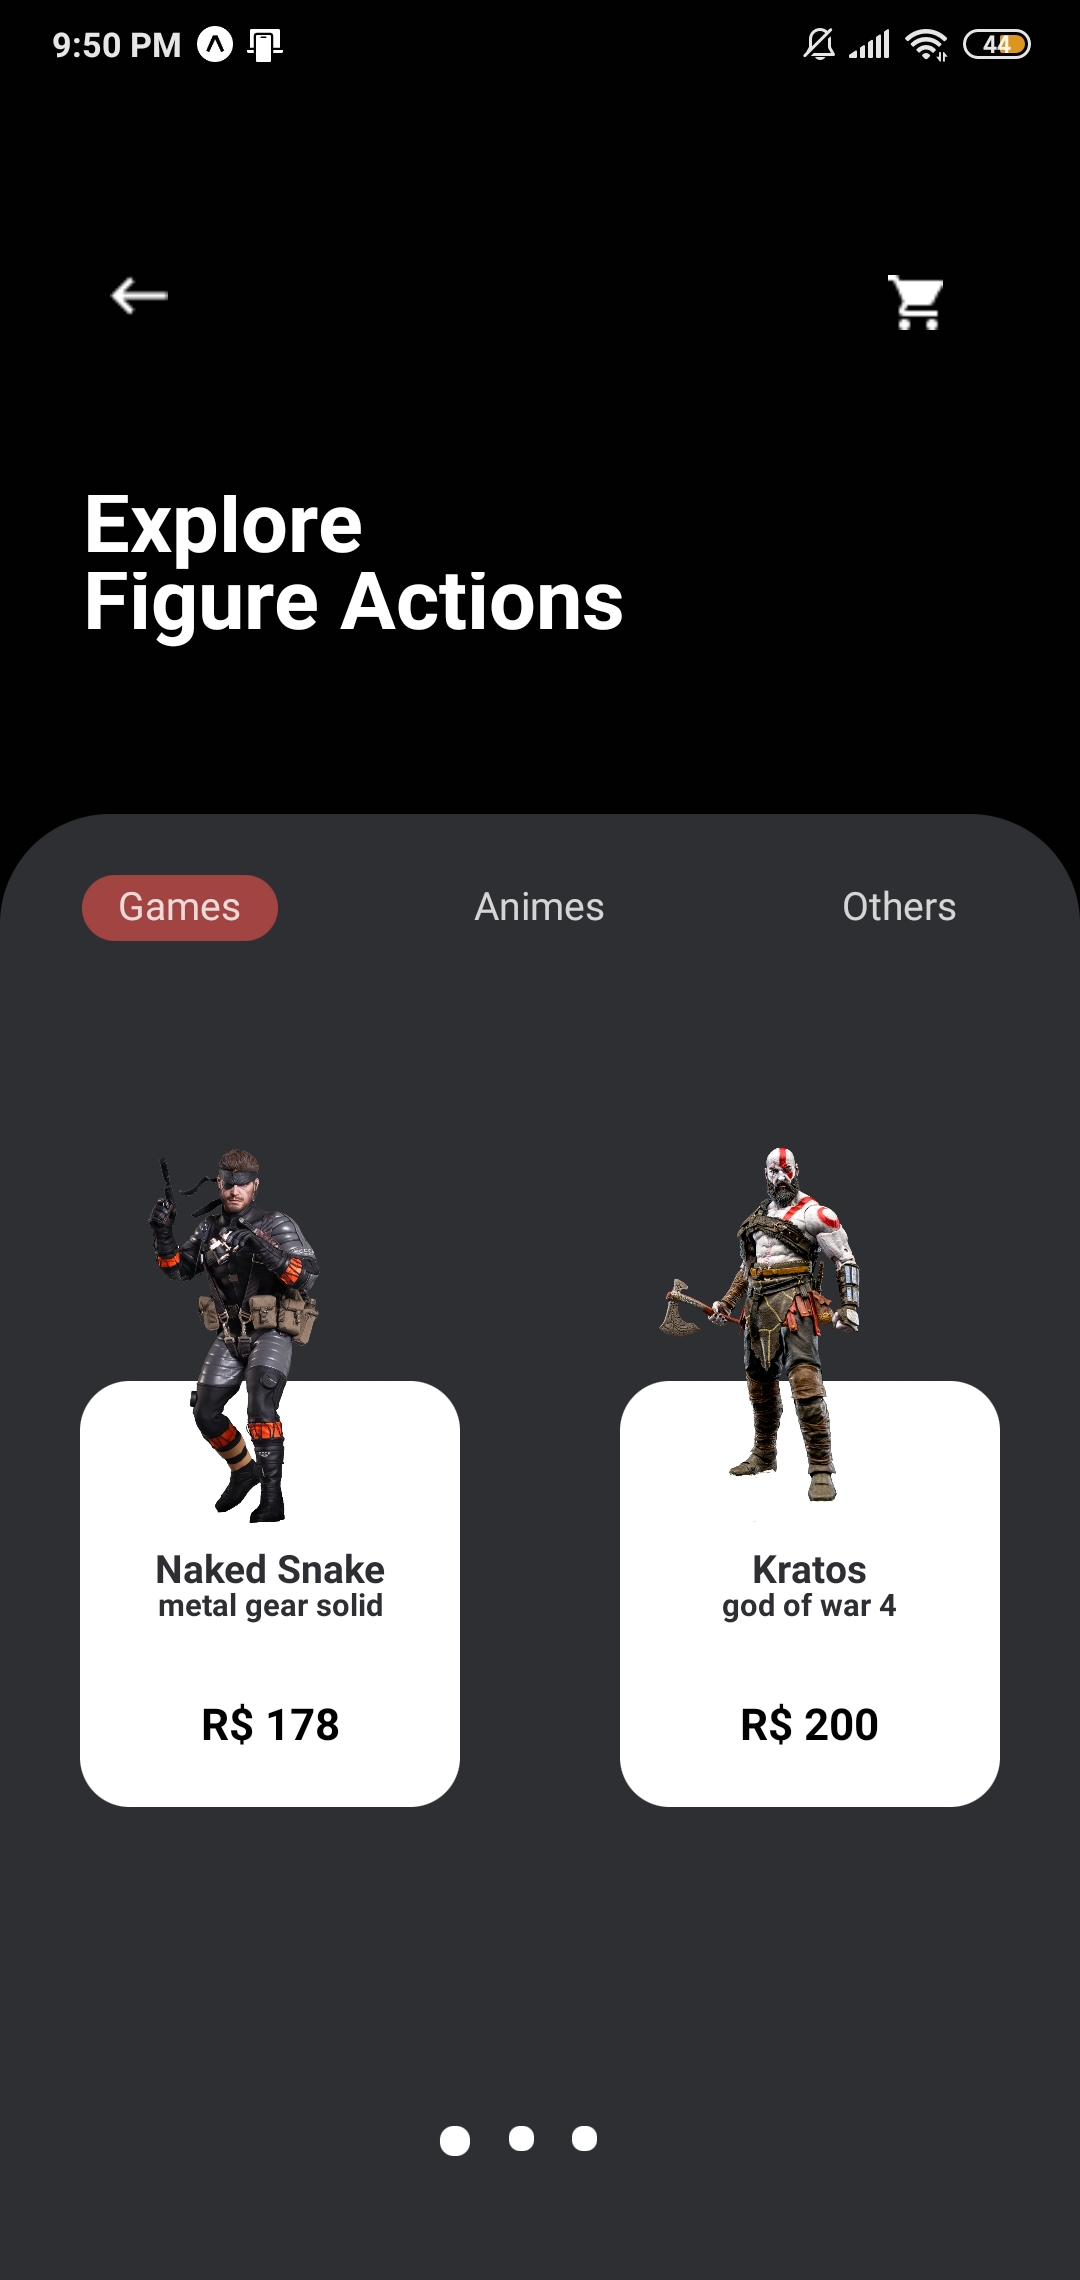 9:50 PM
44
Explore
Figure Actions
Games Animes Others
Naked Snake
metal gear solid
R$ 178
Kratos
god of war 4
R$ 200